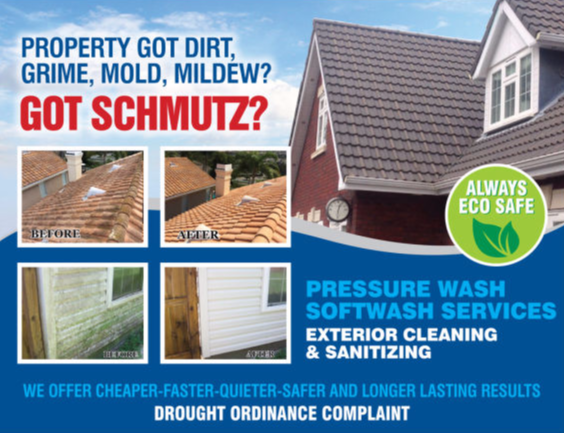 PROPERTY GOT DIRT,
GRIME, MOLD, MILDEW?
GOT SCHMUTZ?
BEFORE
AFTER
ALWAYS
ECO SAFE
BEFORE
AFTER
PRESSURE WASH
SOFTWASH SERVICES
EXTERIOR CLEANING
& SANITIZING
WE OFFER CHEAPER-FASTER-QUIETER-SAFER AND LONGER LASTING RESULTS
DROUGHT ORDINANCE COMPLAINT